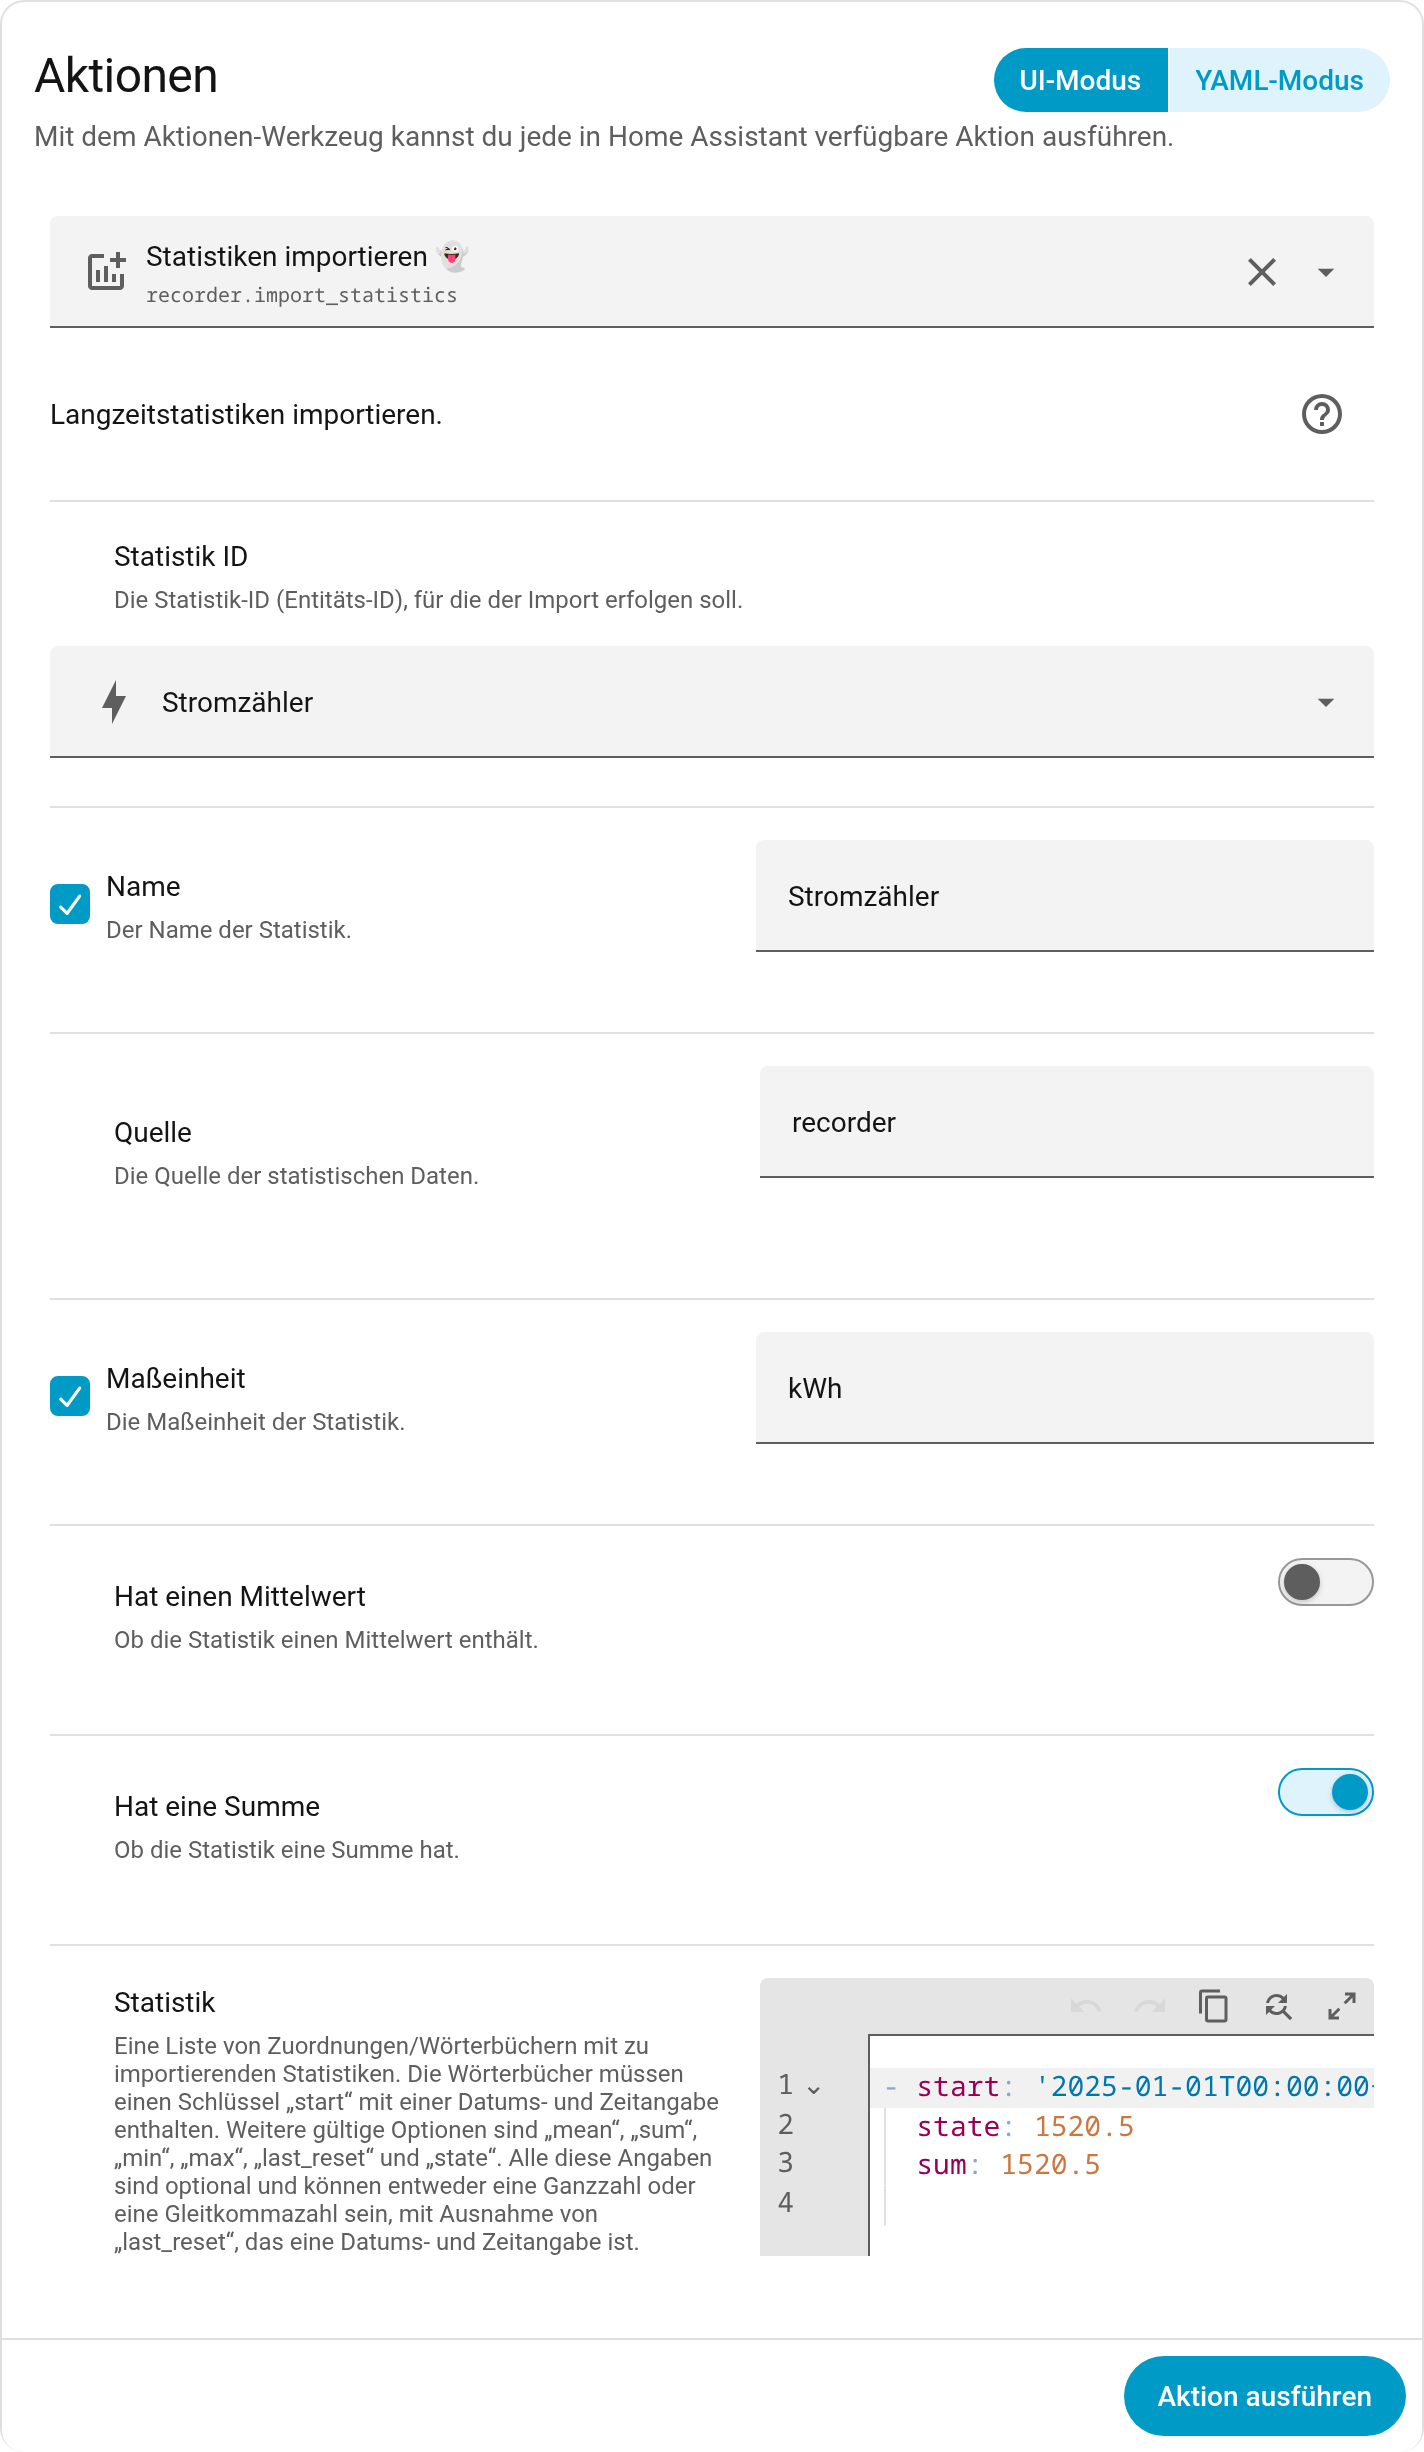 Aktionen
UI-Modus
YAML-Modus
Mit dem Aktionen-Werkzeug kannst du jede in Home Assistant verfügbare Aktion ausführen.
Statistiken importieren 👻
recorder.import_statistics
Langzeitstatistiken importieren.
Statistik ID
Die Statistik-ID (Entitäts-ID), für die der Import erfolgen soll.
Stromzähler
Name
Der Name der Statistik.
Stromzähler
Quelle
Die Quelle der statistischen Daten.
recorder
Maßeinheit
Die Maßeinheit der Statistik.
kWh
Hat einen Mittelwert
Ob die Statistik einen Mittelwert enthält.
Hat eine Summe
Ob die Statistik eine Summe hat.
Statistik
Eine Liste von Zuordnungen/Wörterbüchern mit zu
importierenden Statistiken. Die Wörterbücher müssen
einen Schlüssel „start“ mit einer Datums- und Zeitangabe
enthalten. Weitere gültige Optionen sind „mean“, „sum“,
„min“, „max“, „last_reset“ und „state“. Alle diese Angaben
sind optional und können entweder eine Ganzzahl oder
eine Gleitkommazahl sein, mit Ausnahme von
„last_reset“, das eine Datums- und Zeitangabe ist.
1 - start: '2025-01-01T00:00:00
2 state: 1520.5
3 sum: 1520.5
4
Aktion ausführen